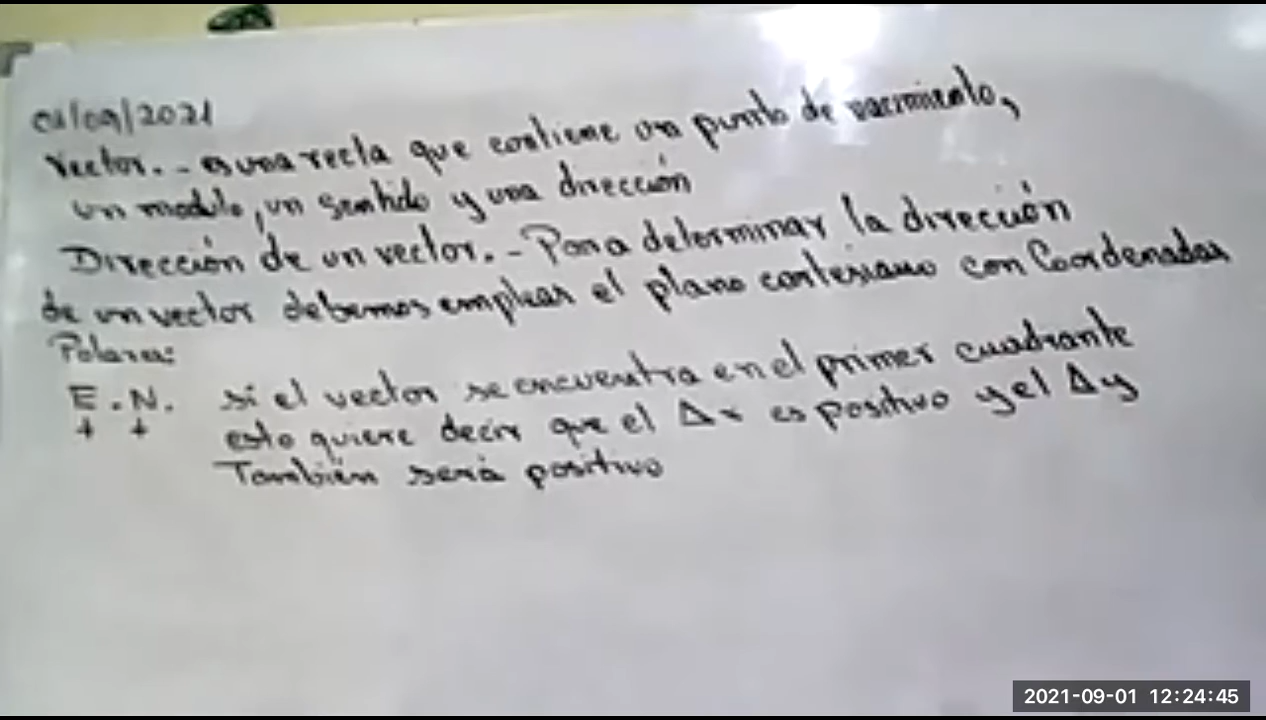 01/09/2021
Vector. - es una recta que contiene un punto de nacimiento,
un modulo, un sentido y una dirección
Dirección de un vector. - Para determinar la dirección
de un vector debemos emplear el plano cartesiano con Coordenadas
Polares:
E. N. si el vector se encuentra en el primer cuadrante
+ + esto quiere decir que el Δx es positivo y el Δy
También será positivo
2021-09-01 12:24:45